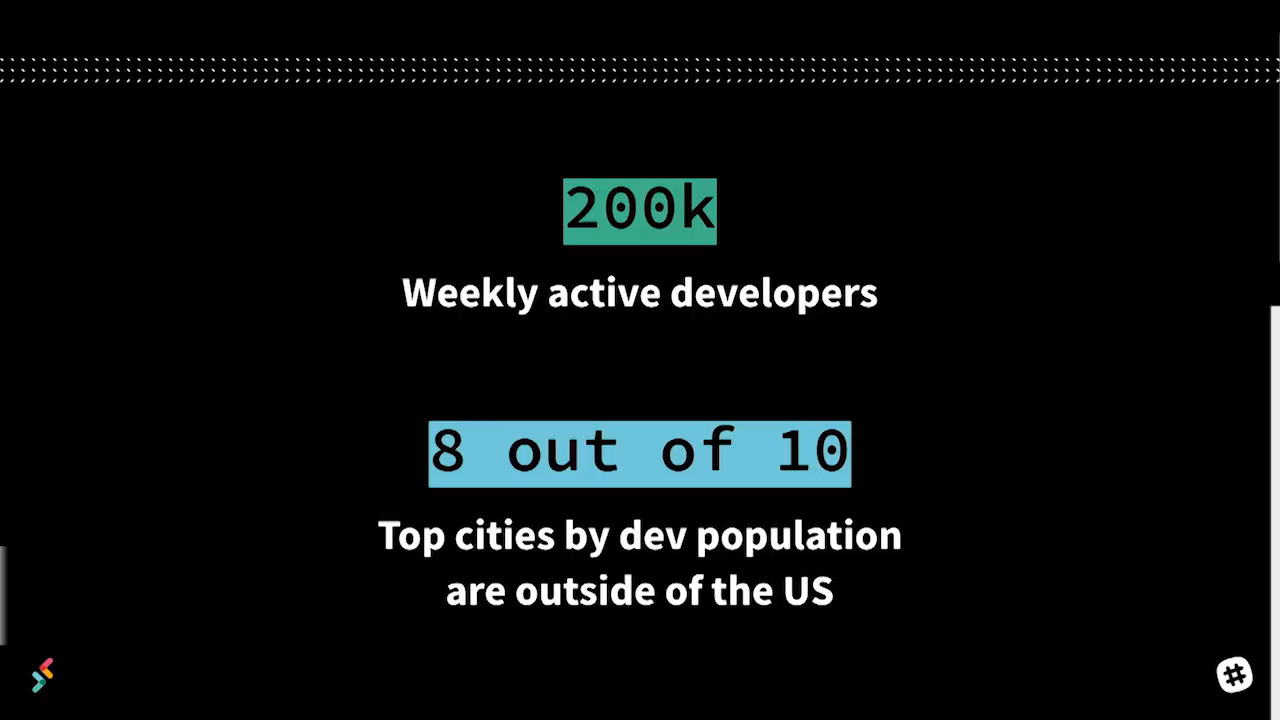 200k
Weekly active developers
8 out of 10
Top cities by dev population
are outside of the US